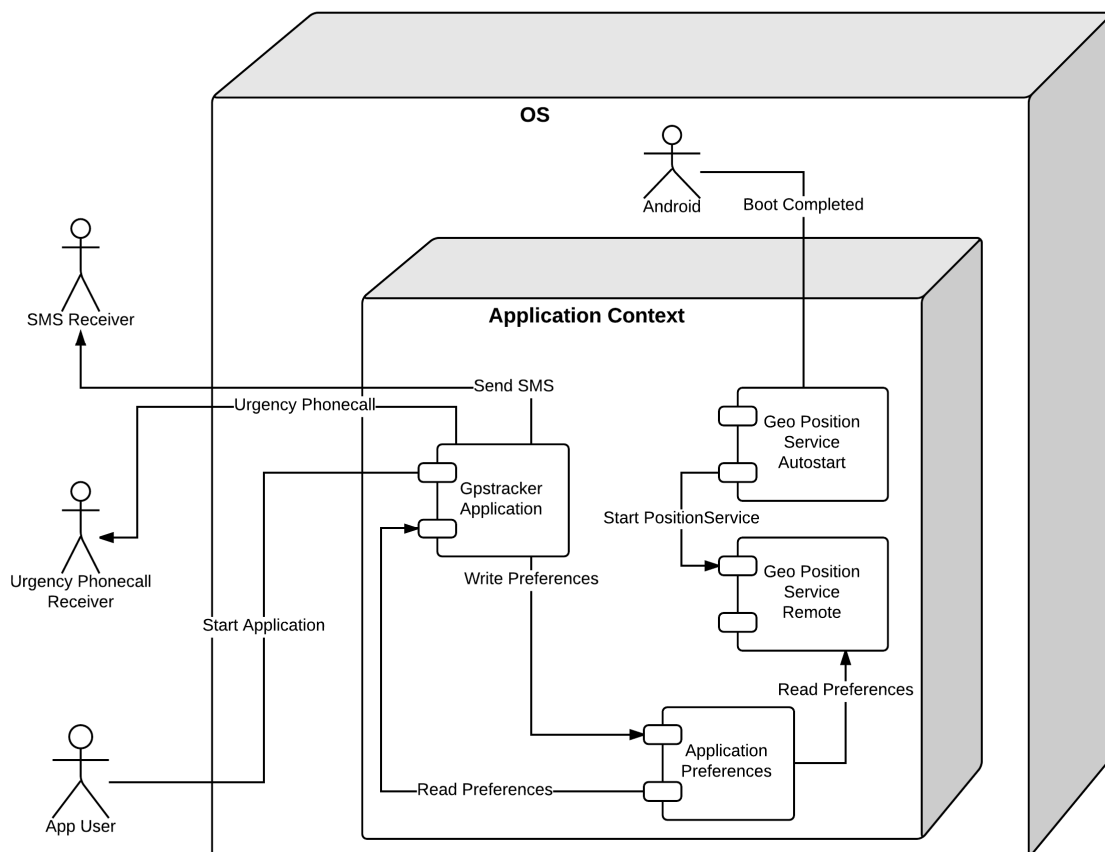 OS
Android
Boot Completed
SMS Receiver
Application Context
Send SMS
Urgency Phonecall
Geo Position
Service
Autostart
Gpstracker
Application
Start PositionService
Urgency Phonecall
Receiver
Write Preferences
Geo Position
Service
Remote
Start Application
Read Preferences
Application
Preferences
Read Preferences
App User